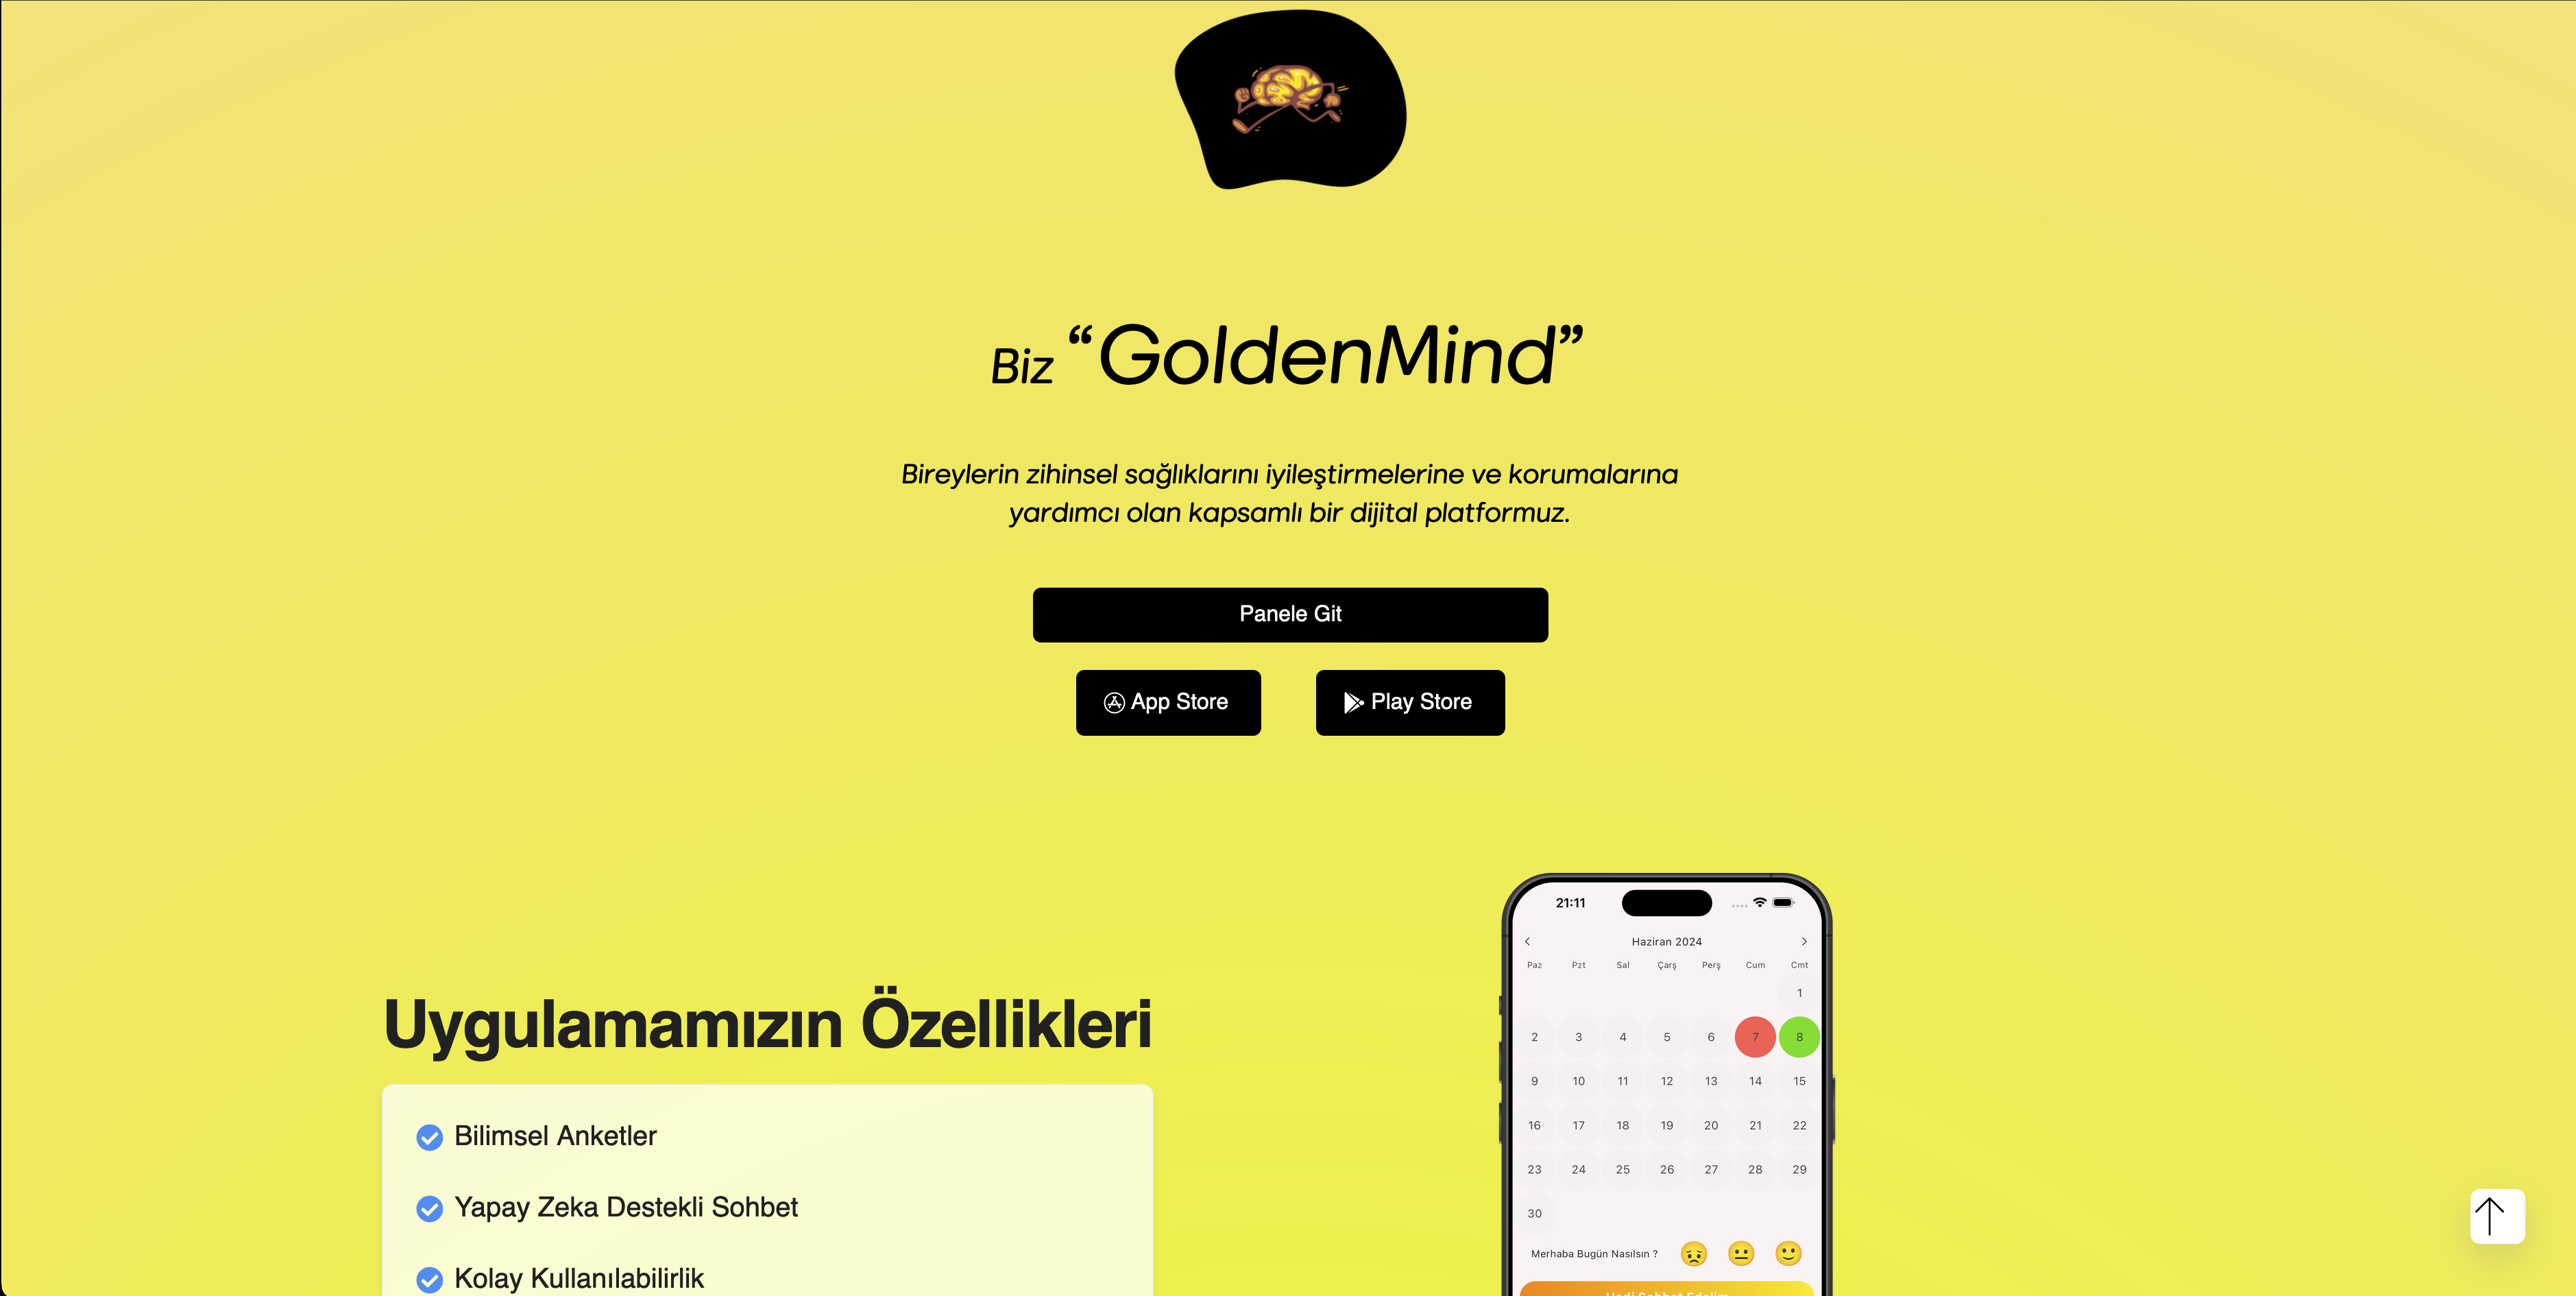 Biz “GoldenMind”
Bireylerin zihinsel sağlıklarını iyileştirmelerine ve korumalarına
yardımcı olan kapsamlı bir dijital platformuz.
Panele Git
App Store
Play Store
Uygulamamızın Özellikleri
Bilimsel Anketler
Yapay Zeka Destekli Sohbet
Kolay Kullanılabilirlik
21:11
Haziran 2024
Paz Pzt Sal Çarş Perş Cum Cmt
1
2 3 4 5 6 7 8
9 10 11 12 13 14 15
16 17 18 19 20 21 22
23 24 25 26 27 28 29
30
Merhaba Bugün Nasılsın ?